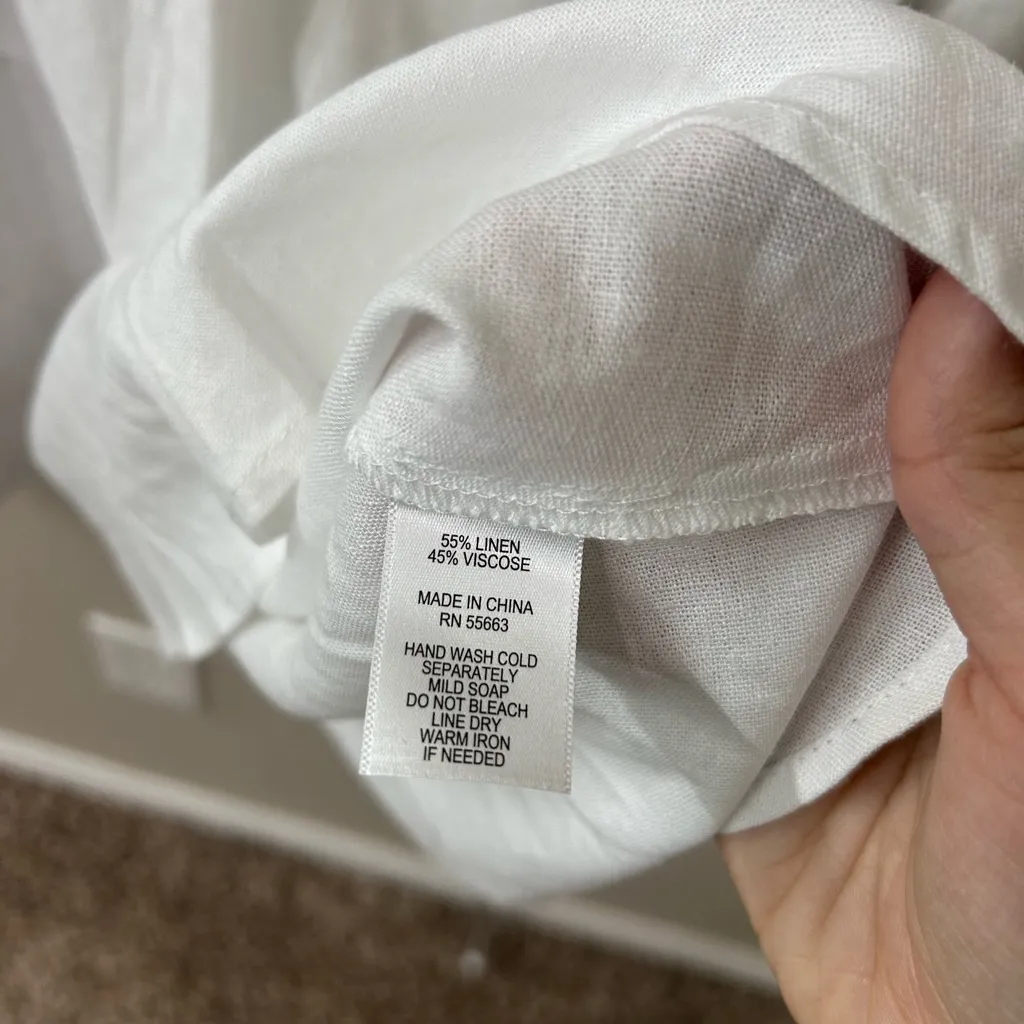 55% LINEN
45% VISCOSE
MADE IN CHINA
RN 55663
HAND WASH COLD
SEPARATELY
MILD SOAP
DO NOT BLEACH
LINE DRY
WARM IRON
IF NEEDED